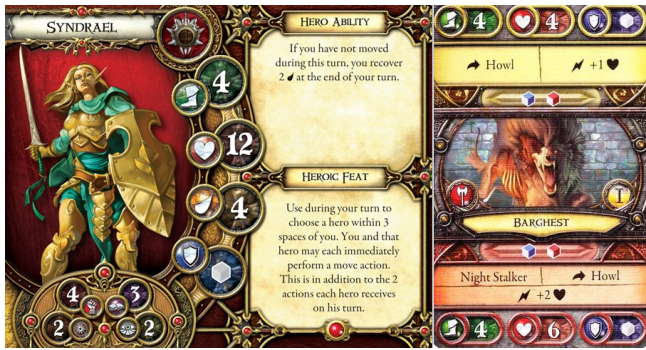 SYNDRAEL
4
12
4
4 3
2 2
HERO ABILITY
If you have not moved
during this turn, you recover
2 at the end of your turn.
HEROIC FEAT
Use during your turn to
choose a hero within 3
spaces of you. You and that
hero may each immediately
perform a move action.
This is in addition to the 2
actions each hero receives
on his turn.
4 4
Howl +1
BARGHEST
I
Night Stalker Howl
+2
4 6